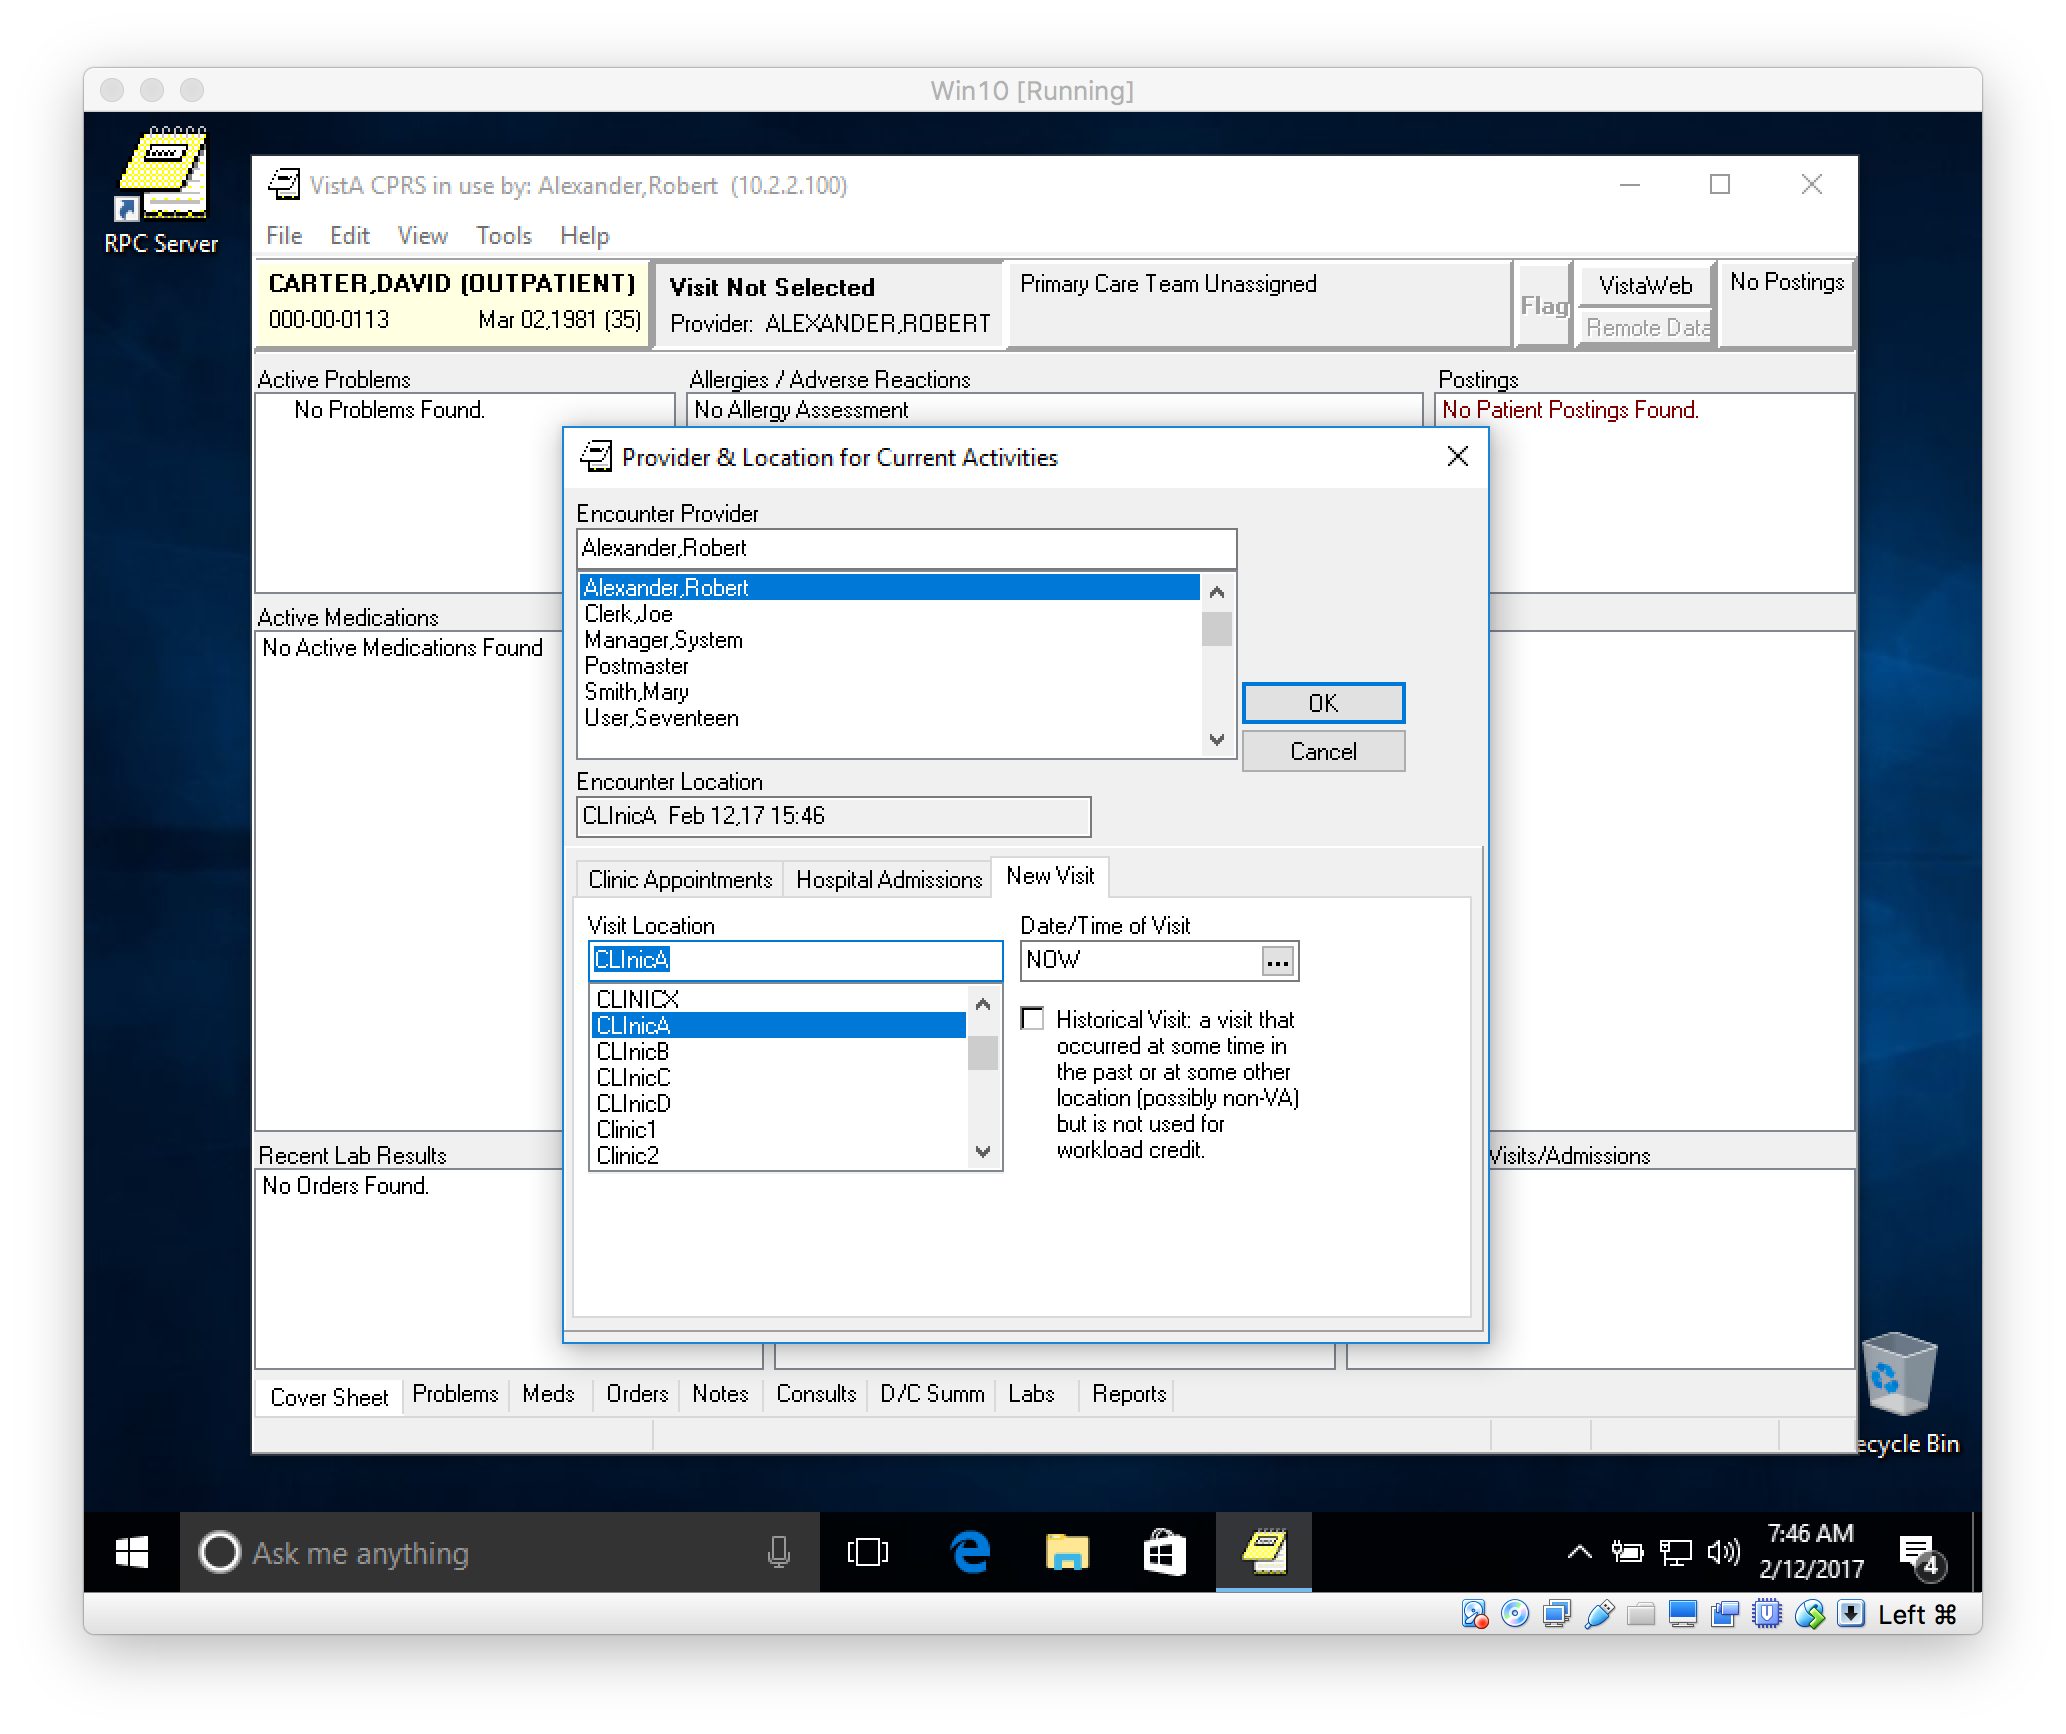 Win10 [Running]
RPC Server
VistA CPRS in use by: Alexander,Robert (10.2.2.100)
File Edit View Tools Help
CARTER,DAVID (OUTPATIENT)
000-00-0113 Mar 02,1981 (35)
Visit Not Selected
Provider: ALEXANDER,ROBERT
Primary Care Team Unassigned
Flag
VistaWeb
Remote Data
No Postings
Active Problems
No Problems Found.
Allergies / Adverse Reactions
No Allergy Assessment
Postings
No Patient Postings Found.
Active Medications
No Active Medications Found
Recent Lab Results
No Orders Found.
Visits/Admissions
Provider & Location for Current Activities
Encounter Provider
Alexander,Robert
Alexander,Robert
Clerk,Joe
Manager,System
Postmaster
Smith,Mary
User,Seventeen
OK
Cancel
Encounter Location
CLInicA Feb 12,17 15:46
Clinic Appointments Hospital Admissions New Visit
Visit Location
CLInicA
CLINICX
CLInicA
CLInicB
CLInicC
CLInicD
Clinic1
Clinic2
Date/Time of Visit
NOW ...
Historical Visit: a visit that
occurred at some time in
the past or at some other
location (possibly non-VA)
but is not used for
workload credit.
Cover Sheet Problems Meds Orders Notes Consults D/C Summ Labs Reports
ecycle Bin
Ask me anything
7:46 AM
2/12/2017
4
Left ⌘